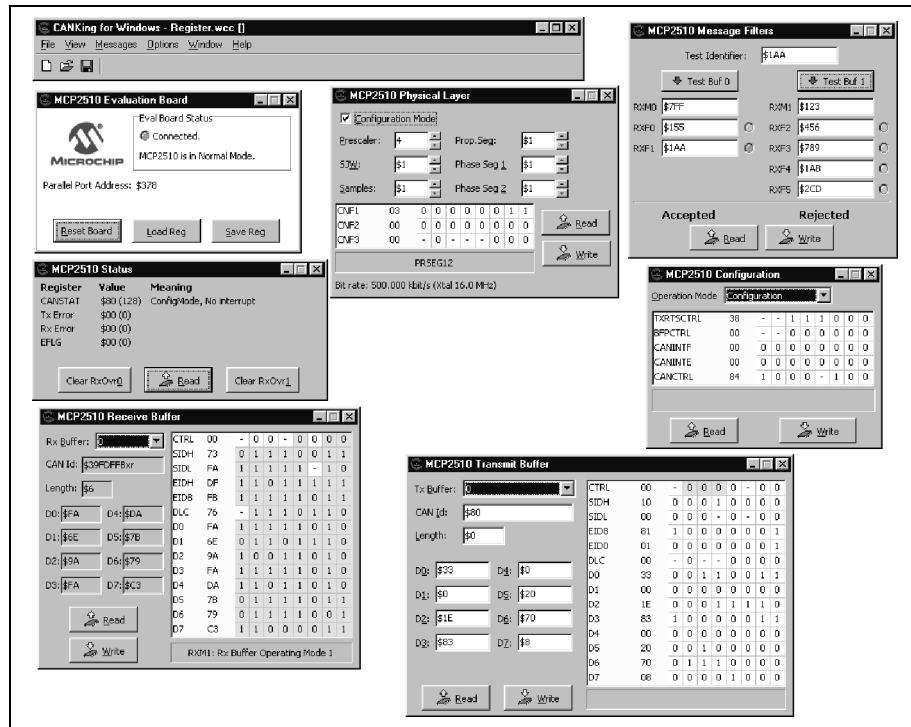 CANKing for Windows - Register.wcc []
File View Messages Options Window Help
MCP2510 Evaluation Board
MICROCHIP
Eval Board Status
Connected.
MCP2510 is in Normal Mode.
Parallel Port Address: $378
Reset Board Load Reg Save Reg
MCP2510 Status
Register Value Meaning
CANSTAT $80 (128) ConfigMode, No interrupt
Tx Error $00 (0)
Rx Error $00 (0)
EFLG $00 (0)
Clear RxOvr0 Read Clear RxOvr1
MCP2510 Physical Layer
Configuration Mode
Prescaler: 4 Prop.Seg: $1
SJW: $1 Phase Seg 1 $1
Samples: $1 Phase Seg 2 $1
CNF1 03 0 0 0 0 0 0 1 1
CNF2 00 0 0 0 0 0 0 0 0
CNF3 00 - 0 - - - 0 0 0
Read
Write
PRSEG12
Bit rate: 500.000 kbit/s (Xtal 16.0 MHz)
MCP2510 Message Filters
Test Identifier: $1AA
Test Buf 0 Test Buf 1
RXM0 $7FF RXM1 $123
RXF0 $155 RXF2 $456
RXF1 $1AA RXF3 $789
RXF4 $1AB
RXF5 $2CD
Accepted Rejected
Read Write
MCP2510 Configuration
Operation Mode Configuration
TXRTSCTRL 38 - - 1 1 1 0 0 0
BFPCTRL 00 - - 0 0 0 0 0 0
CANINTF 00 0 0 0 0 0 0 0 0
CANINTE 00 0 0 0 0 0 0 0 0
CANCTRL 84 1 0 0 0 - 1 0 0
Read Write
MCP2510 Receive Buffer
Rx Buffer: 0
CAN Id: $39FDFFBxr
Length: $6
D0: $FA D4: $DA
D1: $6E D5: $7B
D2: $9A D6: $79
D3: $FA D7: $C3
Read
Write
CTRL 00 - 0 0 - 0 0 0 0
SIDH 73 0 1 1 1 0 0 1 1
SIDL FA 1 1 1 1 1 - 1 0
EIDH DF 1 1 0 1 1 1 1 1
EID8 FB 1 1 1 1 1 0 1 1
DLC 76 - 1 1 1 0 1 1 0
D0 FA 1 1 1 1 1 0 1 0
D1 6E 0 1 1 0 1 1 1 0
D2 9A 1 0 0 1 1 0 1 0
D3 FA 1 1 1 1 1 0 1 0
D4 DA 1 1 0 1 1 0 1 0
D5 7B 0 1 1 1 1 0 1 1
D6 79 0 1 1 1 1 0 0 1
D7 C3 1 1 0 0 0 0 1 1
RXM1: Rx Buffer Operating Mode 1
MCP2510 Transmit Buffer
Tx Buffer: 0
CAN Id: $80
Length: $0
D0: $33 D4: $0
D1: $0 D5: $20
D2: $1E D6: $70
D3: $83 D7: $8
Read Write
CTRL 00 - 0 0 0 0 - 0 0
SIDH 10 0 0 0 1 0 0 0 0
SIDL 00 0 0 0 - 0 - 0 0
EID8 81 1 0 0 0 0 0 0 1
EID0 01 0 0 0 0 0 0 0 1
DLC 00 - 0 - - 0 0 0 0
D0 33 0 0 1 1 0 0 1 1
D1 00 0 0 0 0 0 0 0 0
D2 1E 0 0 0 1 1 1 1 0
D3 83 1 0 0 0 0 0 1 1
D4 00 0 0 0 0 0 0 0 0
D5 20 0 0 1 0 0 0 0 0
D6 70 0 1 1 1 0 0 0 0
D7 08 0 0 0 0 1 0 0 0